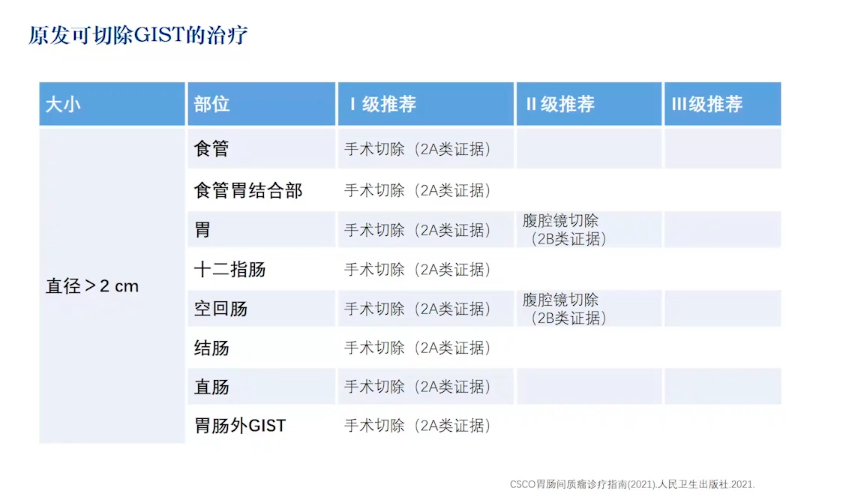 原发可切除GIST的治疗
大小 部位 Ⅰ级推荐 Ⅱ级推荐 Ⅲ级推荐
食管 手术切除（2A类证据）
食管胃结合部 手术切除（2A类证据）
胃 手术切除（2A类证据） 腹腔镜切除
（2B类证据）
十二指肠 手术切除（2A类证据）
直径＞2 cm
空回肠 手术切除（2A类证据） 腹腔镜切除
（2B类证据）
结肠 手术切除（2A类证据）
直肠 手术切除（2A类证据）
胃肠外GIST 手术切除（2A类证据）
CSCO胃肠间质瘤诊疗指南(2021).人民卫生出版社.2021.